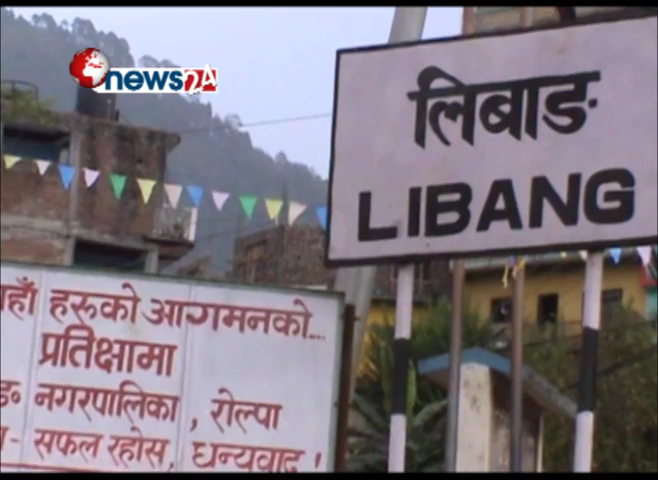 news24
लिबाङ
LIBANG
हरूको आगमनको...
प्रतिक्षामा
नगरपालिका, रोल्पा
- सफल रहोस, धन्यवाद !